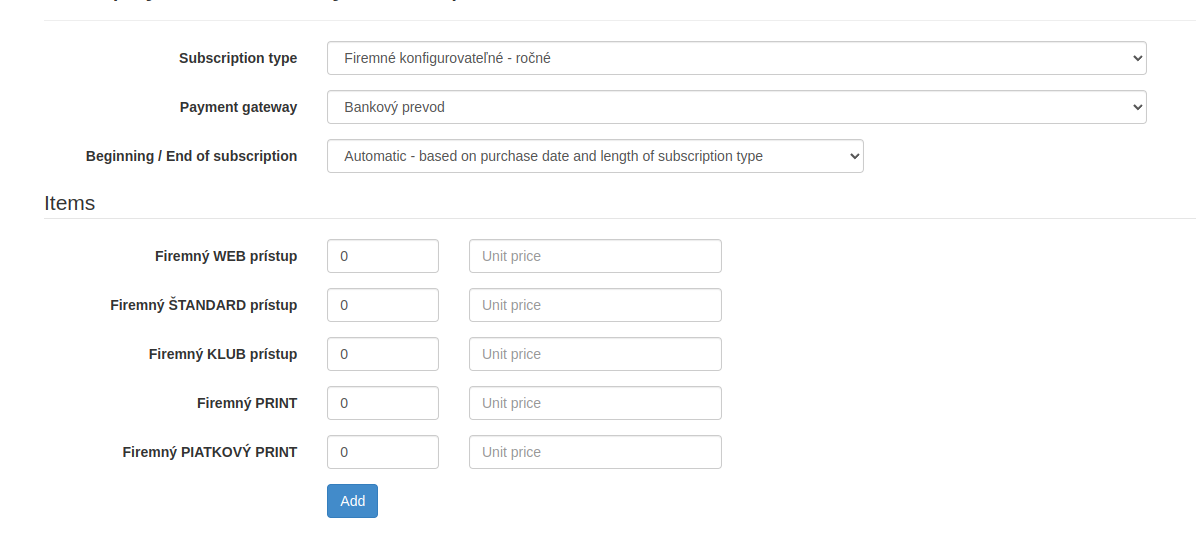 Subscription type Firemné konfigurovateľné - ročné
Payment gateway Bankový prevod
Beginning / End of subscription Automatic - based on purchase date and length of subscription type
Items
Firemný WEB prístup 0 Unit price
Firemný ŠTANDARD prístup 0 Unit price
Firemný KLUB prístup 0 Unit price
Firemný PRINT 0 Unit price
Firemný PIATKOVÝ PRINT 0 Unit price
Add